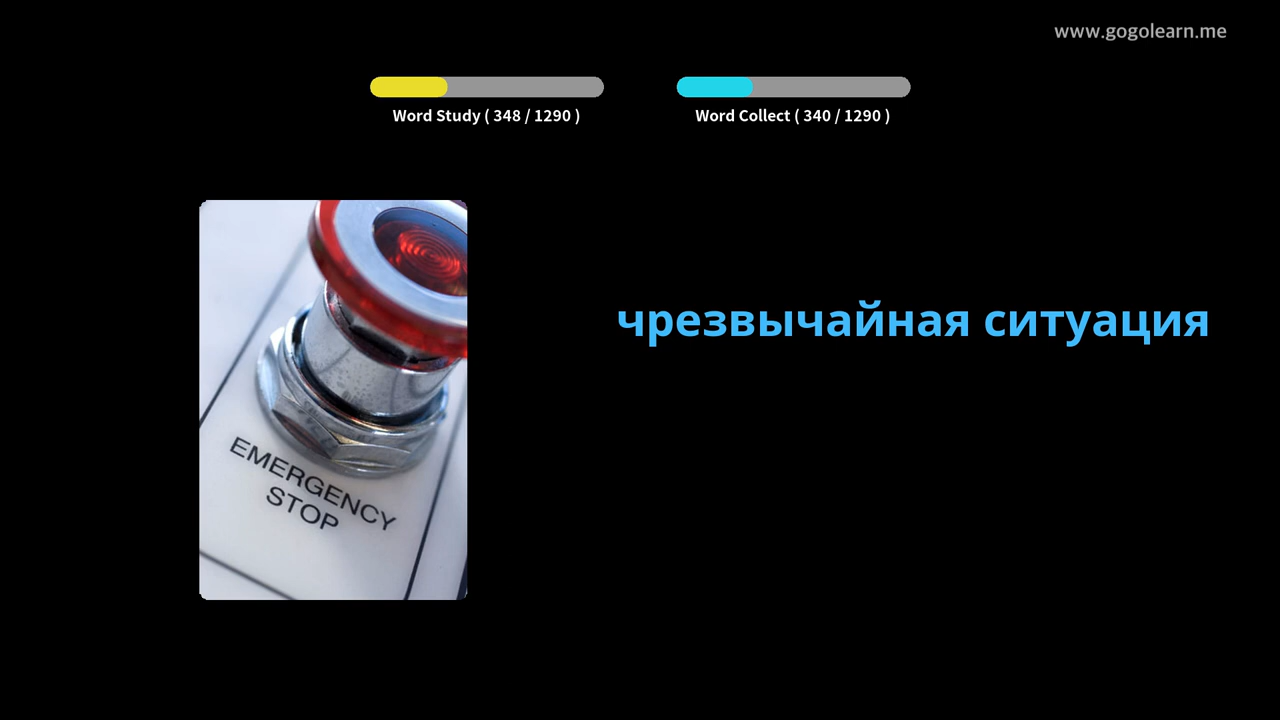 www.gogolearn.me
Word Study ( 348 / 1290 )
Word Collect ( 340 / 1290 )
чрезвычайная ситуация
EMERGENCY
STOP